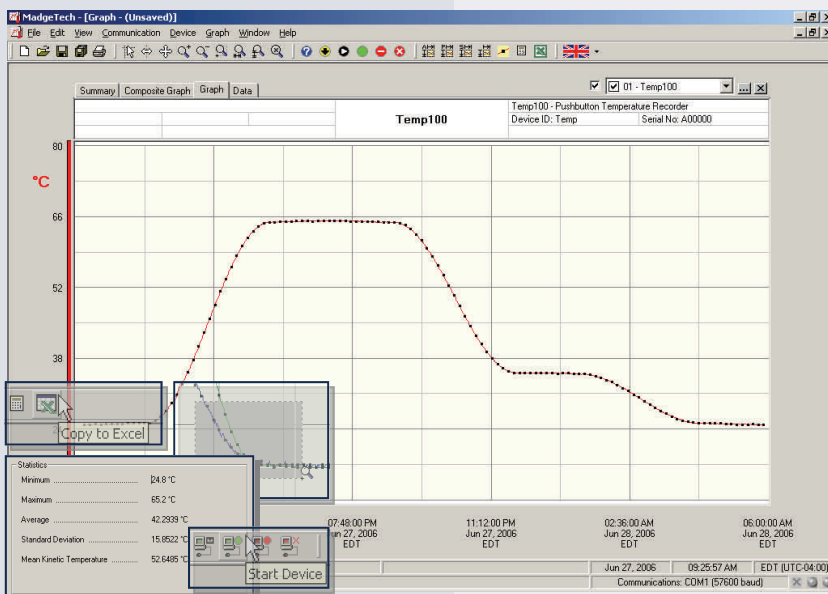 MadgeTech - [Graph - (Unsaved)]
File Edit View Communication Device Graph Window Help
Summary Composite Graph Graph Data
01 - Temp100
Temp100
Temp100 - Pushbutton Temperature Recorder
Device ID: Temp Serial No: A00000
80
°C
66
52
38
Copy to Excel
Statistics
Minimum 24.8 °C
Maximum 65.2 °C
Average 42.2939 °C
Standard Deviation 15.8522 °C
Mean Kinetic Temperature 52.6485 °C
Start Device
07:48:00 PM
Jun 27, 2006
EDT
11:12:00 PM
Jun 27, 2006
EDT
02:36:00 AM
Jun 28, 2006
EDT
06:00:00 AM
Jun 28, 2006
EDT
Jun 27, 2006 09:25:57 AM EDT (UTC-04:00)
Communications: COM1 (57600 baud)